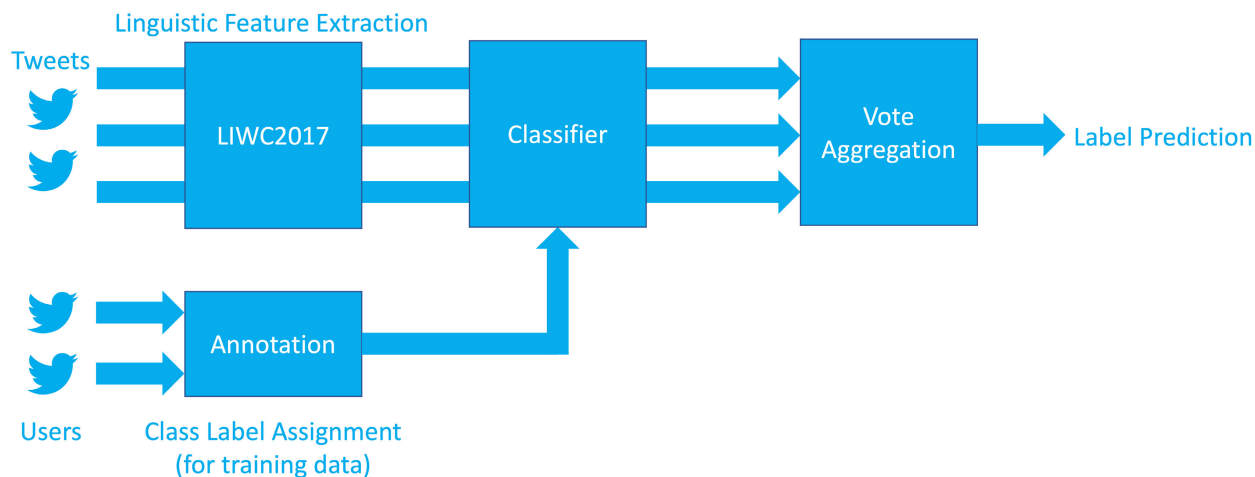 Linguistic Feature Extraction
Tweets
LIWC2017
Classifier
Vote
Aggregation
Label Prediction
Annotation
Users
Class Label Assignment
(for training data)